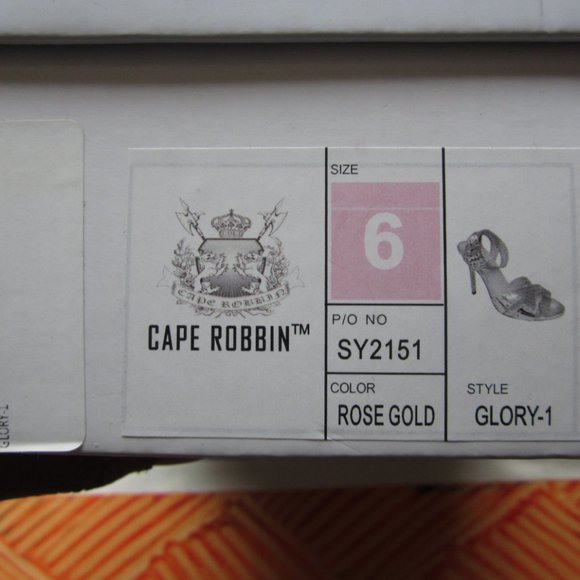 GLORY-1
CAPE ROBBIN
CAPE ROBBIN™
SIZE
6
P/O NO
SY2151
COLOR
ROSE GOLD
STYLE
GLORY-1